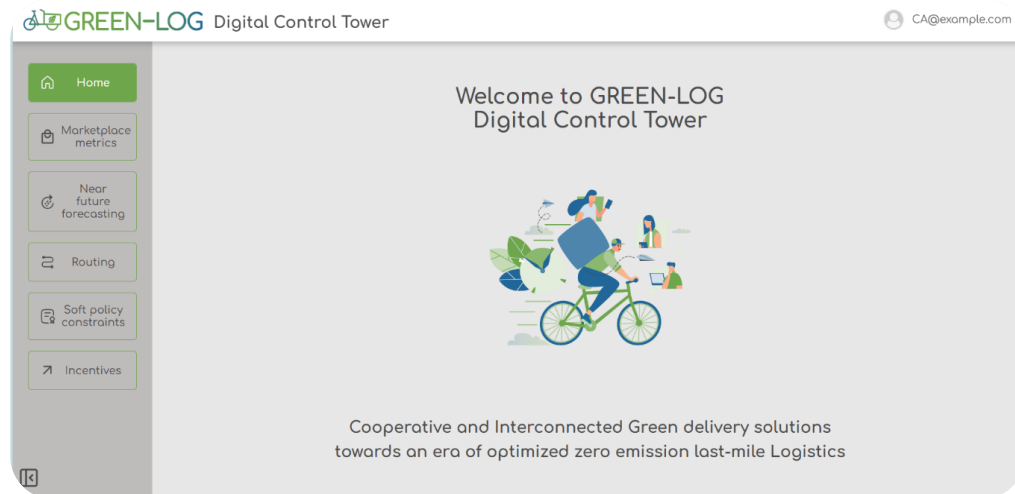 GREEN-LOG Digital Control Tower
CA@example.com
Home
Marketplace
metrics
Near
future
forecasting
Routing
Soft policy
constraints
Incentives
Welcome to GREEN-LOG
Digital Control Tower
Cooperative and Interconnected Green delivery solutions
towards an era of optimized zero emission last-mile Logistics